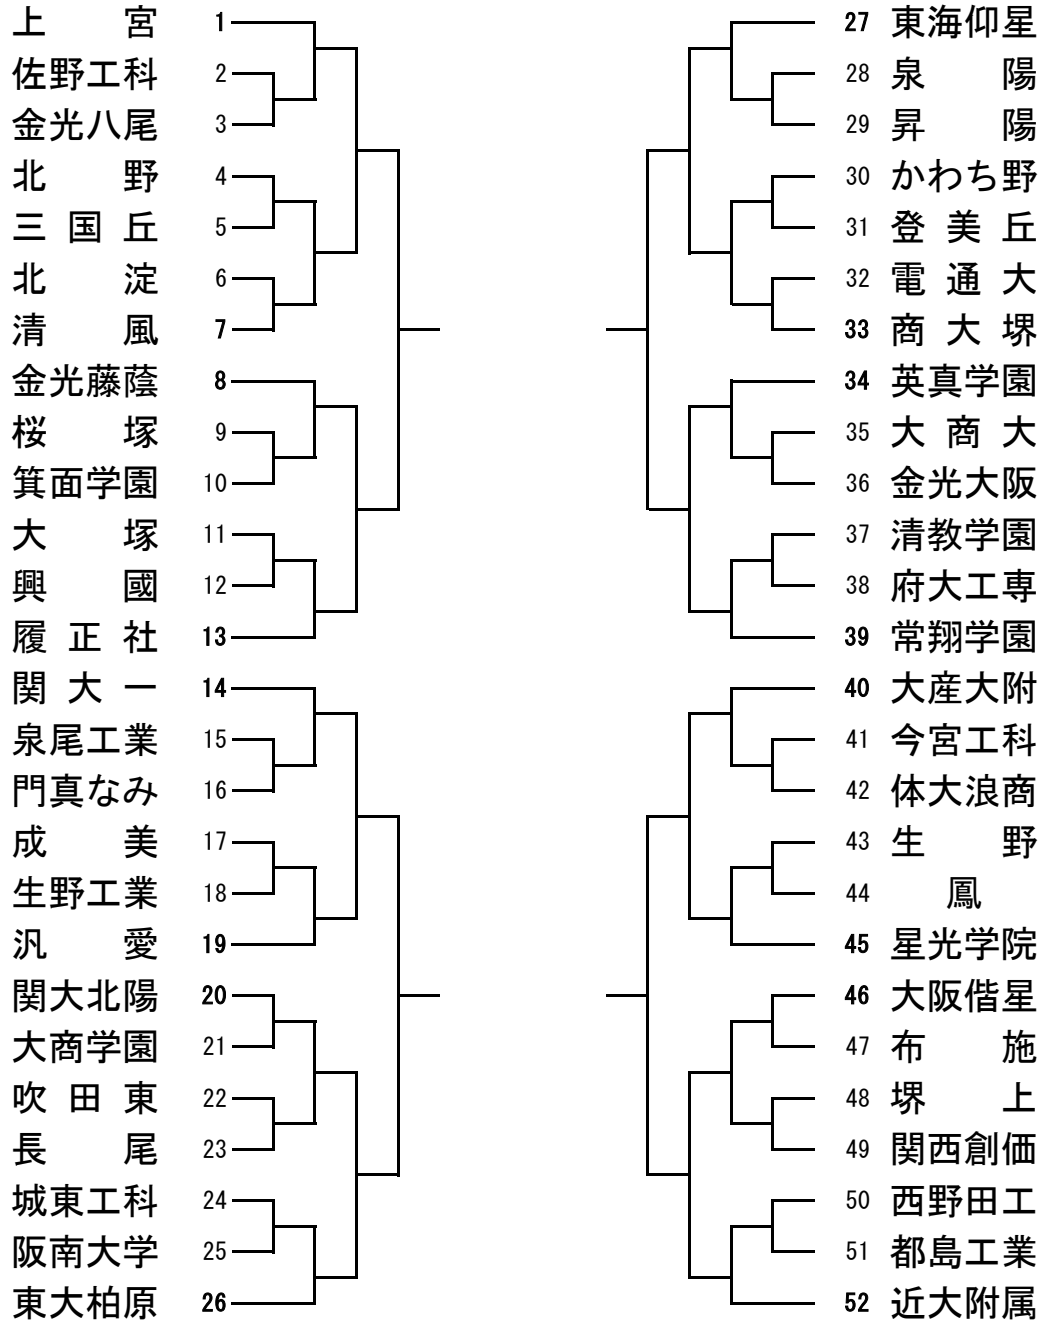 上宮 1
佐野工科 2
金光八尾 3
北野 4
三国丘 5
北淀 6
清風 7
金光藤蔭 8
桜塚 9
箕面学園 10
大塚 11
興國 12
履正社 13
関大一 14
泉尾工業 15
門真なみ 16
成美 17
生野工業 18
汎愛 19
関大北陽 20
大商学園 21
吹田東 22
長尾 23
城東工科 24
阪南大学 25
東大柏原 26
27 東海仰星
28 泉陽
29 昇陽
30 かわち野
31 登美丘
32 電通大
33 商大堺
34 英真学園
35 大商大
36 金光大阪
37 清教学園
38 府大工専
39 常翔学園
40 大産大附
41 今宮工科
42 体大浪商
43 生野
44 鳳
45 星光学院
46 大阪偕星
47 布施
48 堺上
49 関西創価
50 西野田工
51 都島工業
52 近大附属